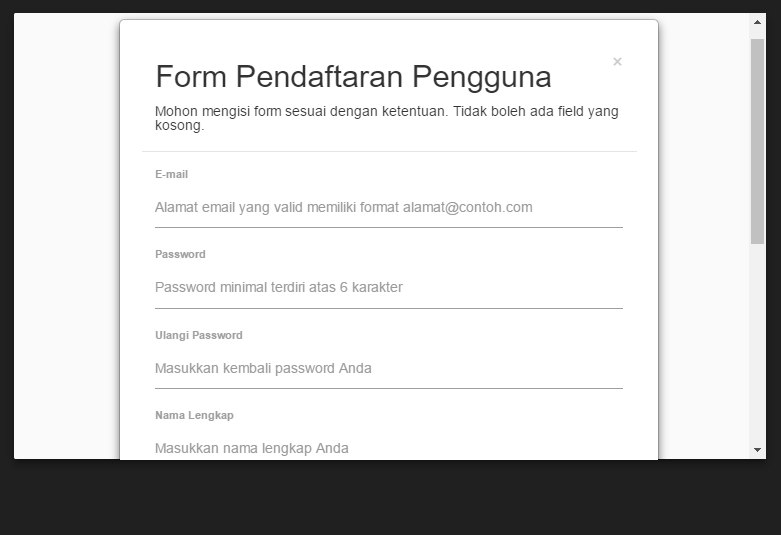 Form Pendaftaran Pengguna
×
Mohon mengisi form sesuai dengan ketentuan. Tidak boleh ada field yang
kosong.
E-mail
Alamat email yang valid memiliki format alamat@contoh.com
Password
Password minimal terdiri atas 6 karakter
Ulangi Password
Masukkan kembali password Anda
Nama Lengkap
Masukkan nama lengkap Anda